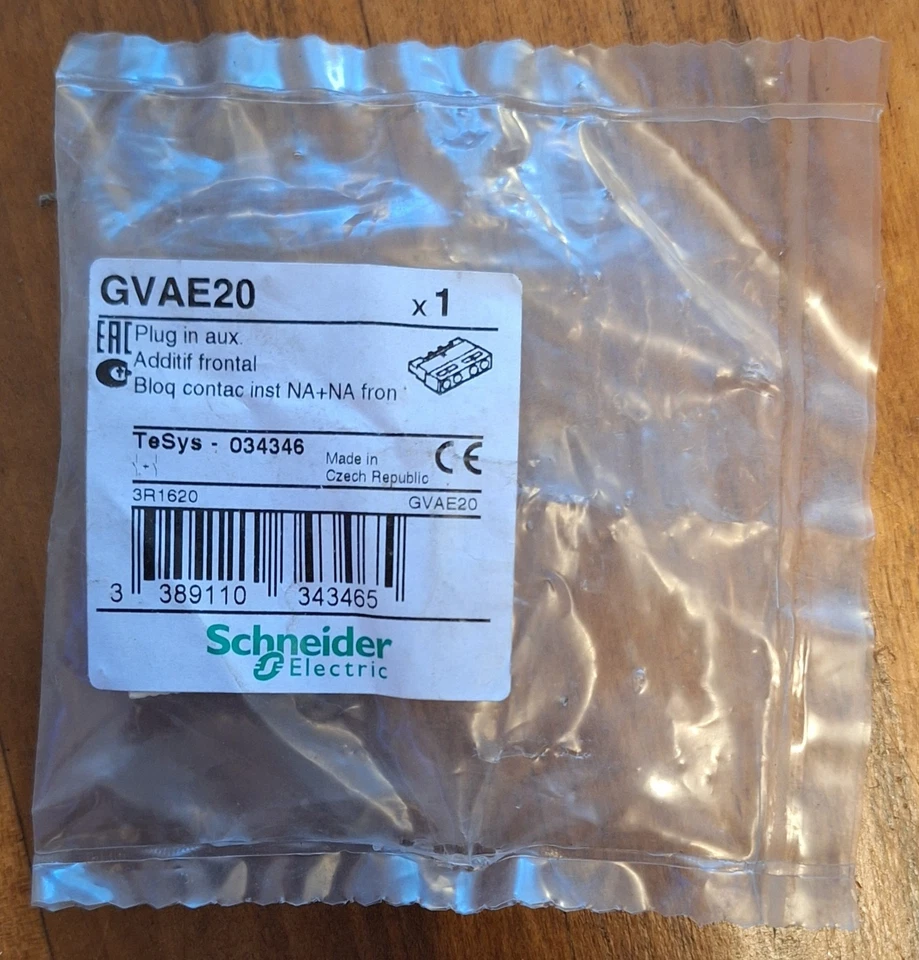 GVAE20
x 1
EAC Plug in aux.
Additif frontal
Bloq contac inst NA+NA fron
TeSys - 034346
Made in
Czech Republic
CE
3R1620
GVAE20
3 389110 343465
Schneider
Electric